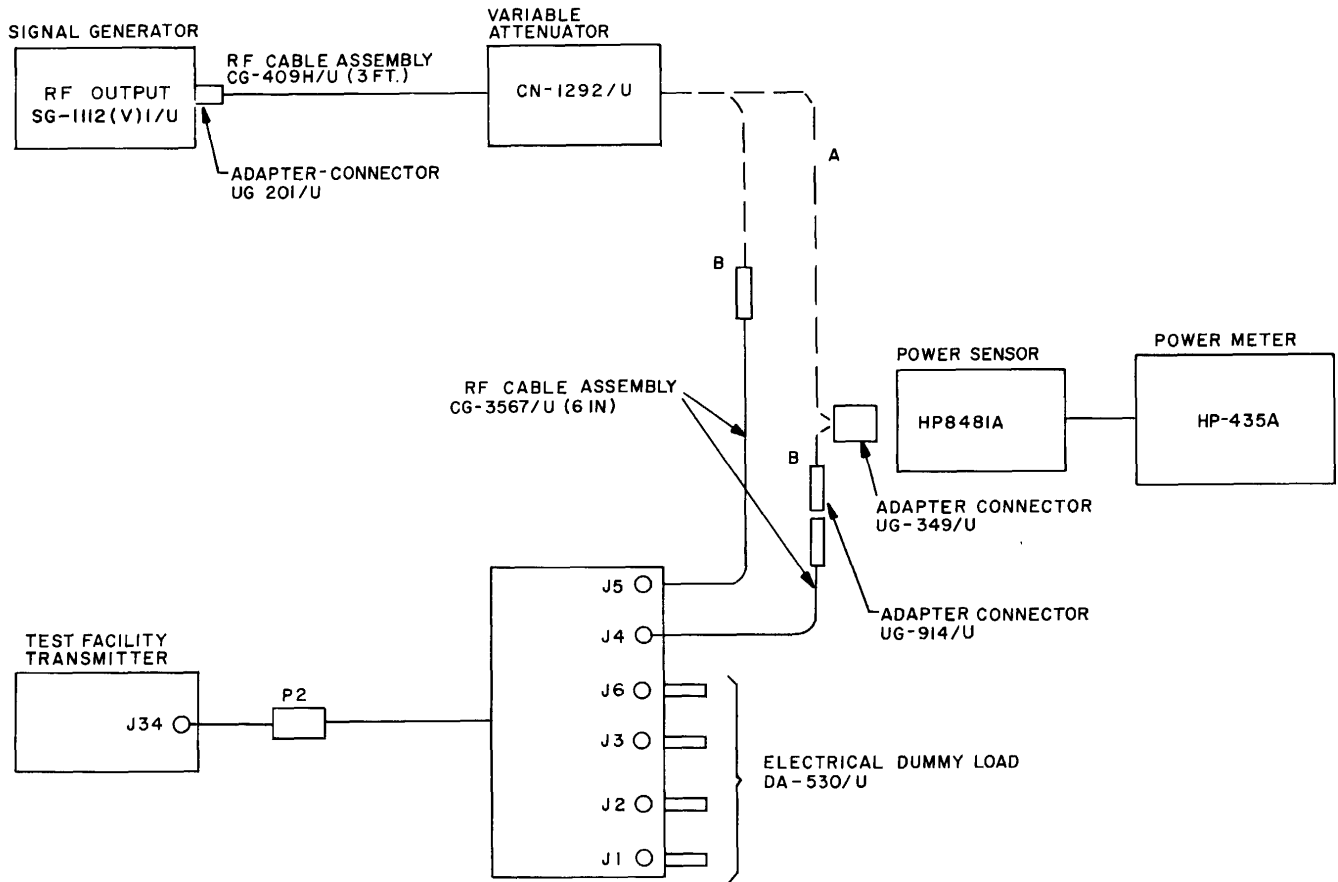 SIGNAL GENERATOR
RF OUTPUT
SG-1112(V)1/U
RF CABLE ASSEMBLY
CG-409H/U (3 FT.)
ADAPTER-CONNECTOR
UG 201/U
VARIABLE
ATTENUATOR
CN-1292/U
A
B
RF CABLE ASSEMBLY
CG-3567/U (6 IN)
B
POWER SENSOR
HP8481A
POWER METER
HP-435A
ADAPTER CONNECTOR
UG-349/U
ADAPTER CONNECTOR
UG-914/U
TEST FACILITY
TRANSMITTER
J34
P2
J5
J4
J6
J3
J2
J1
ELECTRICAL DUMMY LOAD
DA-530/U